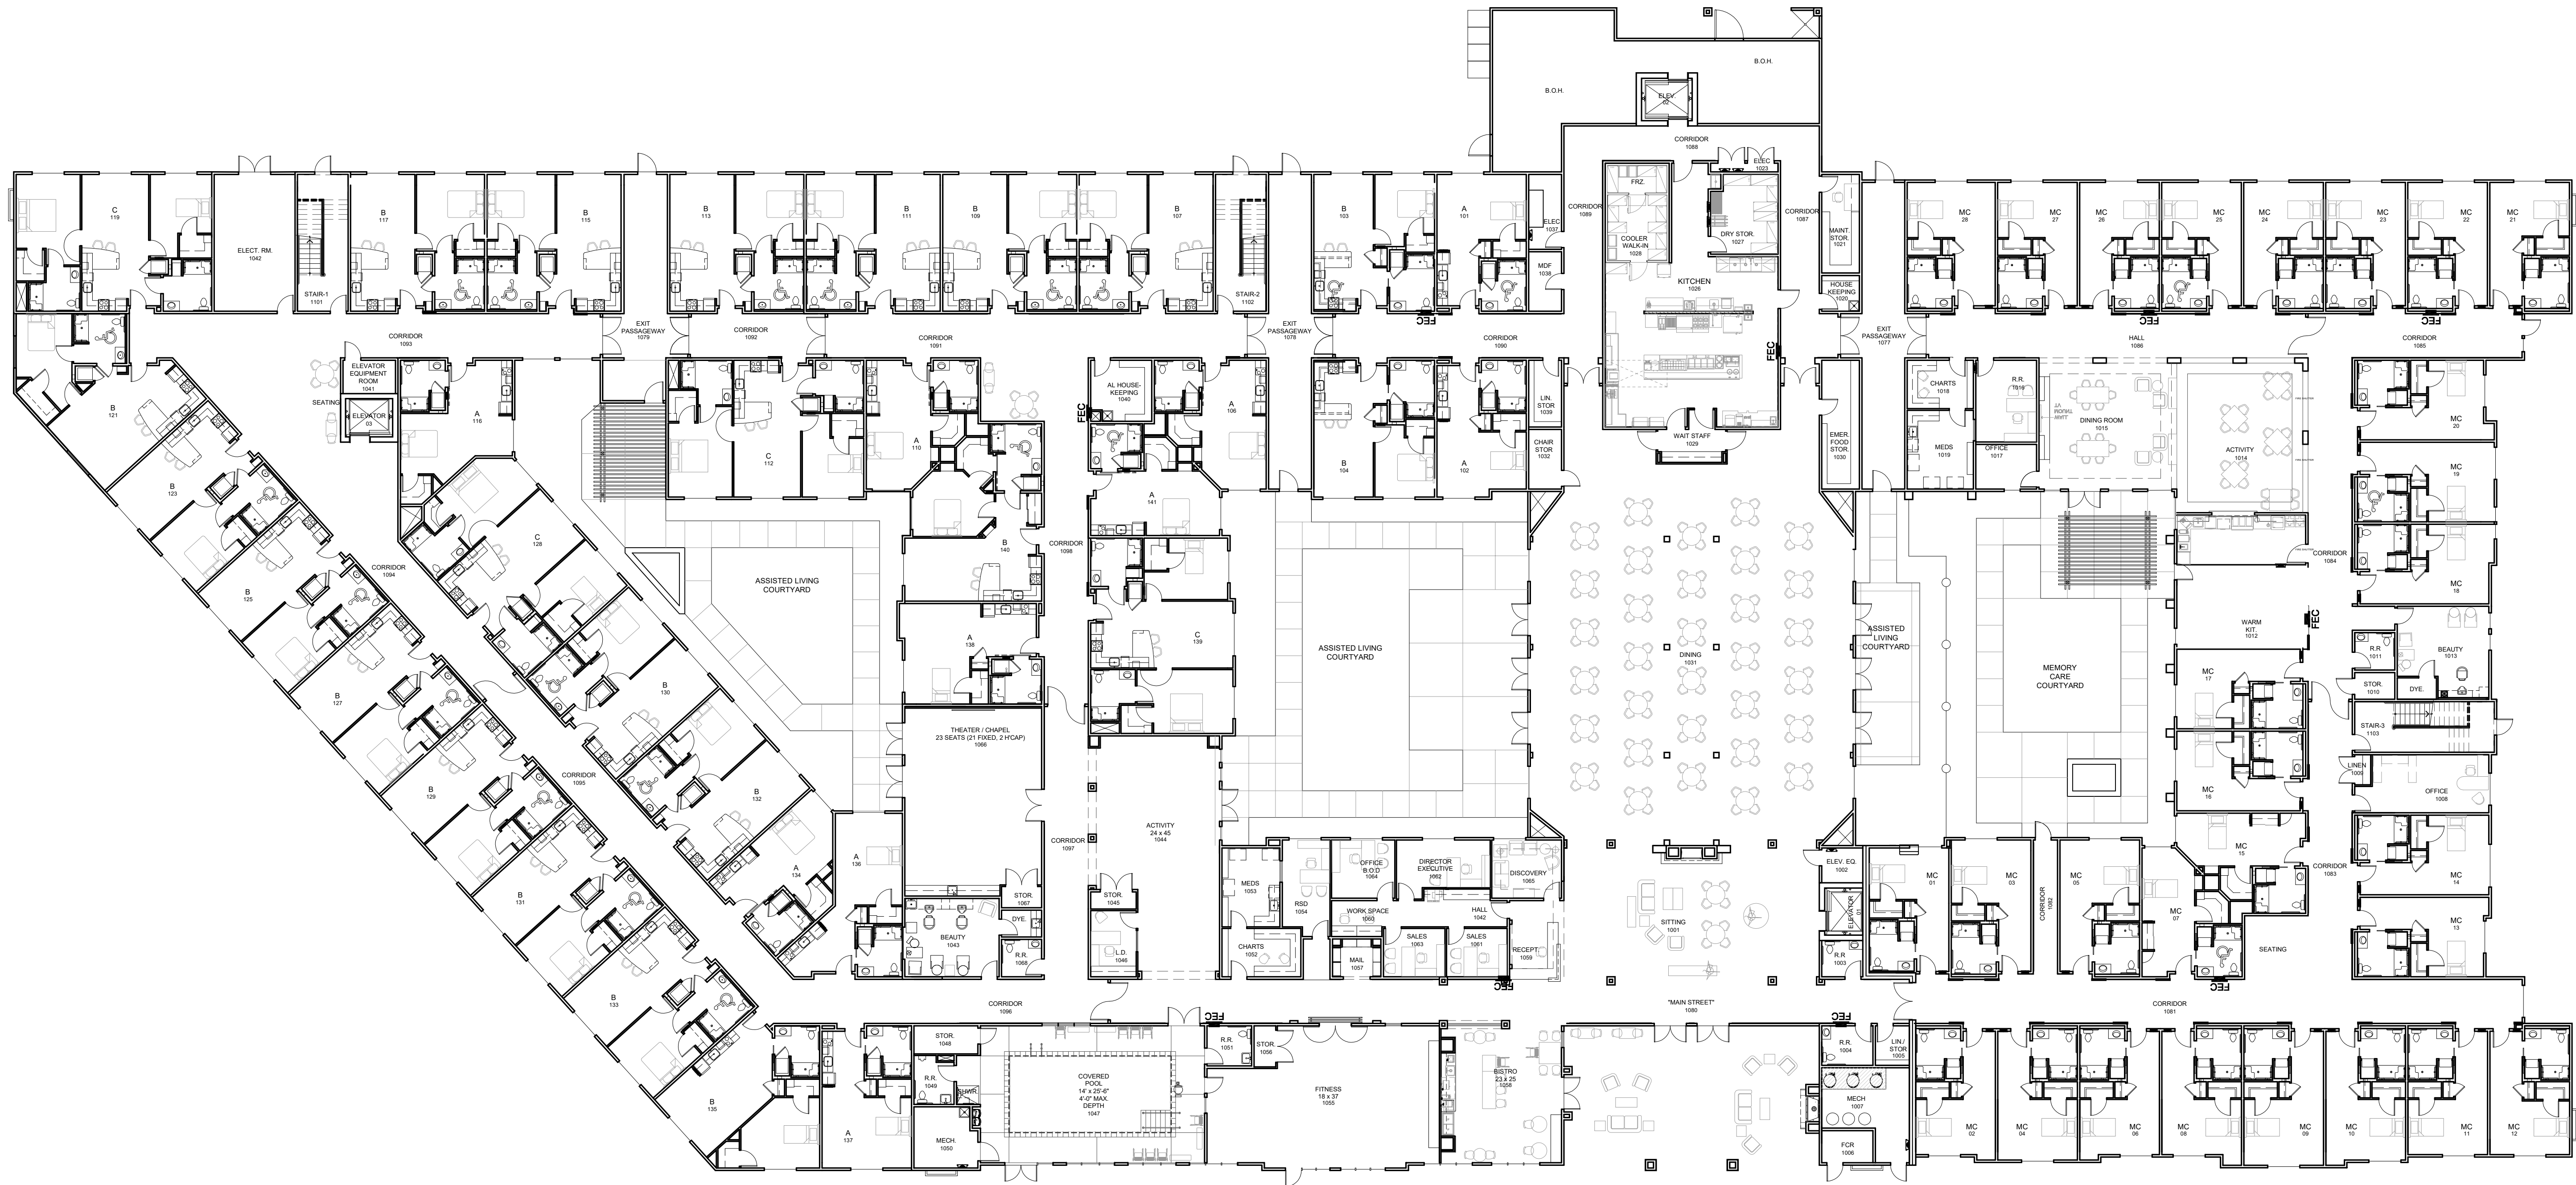 B.O.H.
B.O.H.
ELEV.
02
CORRIDOR
1088
ELEC
1023
FRZ.
CORRIDOR
1089
CORRIDOR
1087
COOLER
WALK-IN
1028
DRY STOR.
1027
MAINT.
STOR.
1021
KITCHEN
1026
HOUSE
KEEPING
1020
C
119
ELECT. RM.
1042
STAIR-1
1101
B
117
B
115
B
113
B
111
B
109
B
107
STAIR-2
1102
B
103
A
101
ELEC
1037
MDF
1038
MC
28
MC
27
MC
26
MC
25
MC
24
MC
23
MC
22
MC
21
FEC
FEC
FEC
CORRIDOR
1093
EXIT
PASSAGEWAY
1079
CORRIDOR
1092
CORRIDOR
1091
EXIT
PASSAGEWAY
1078
CORRIDOR
1090
FEC
EXIT
PASSAGEWAY
1077
HALL
1086
CORRIDOR
1085
ELEVATOR
EQUIPMENT
ROOM
1041
SEATING
ELEVATOR
03
B
121
A
116
C
112
A
110
AL HOUSE-
KEEPING
1040
FEC
A
106
B
104
A
102
LIN.
STOR
1039
CHAIR
STOR
1032
WAIT STAFF
1029
EMER.
FOOD
STOR.
1030
CHARTS
1018
MEDS
1019
R.R.
1016
OFFICE
1017
DINING ROOM
1015
ACTIVITY
1014
MC
20
MC
19
MC
18
B
123
B
125
C
128
CORRIDOR
1094
ASSISTED LIVING
COURTYARD
A
141
B
140
CORRIDOR
1098
C
139
A
138
ASSISTED LIVING
COURTYARD
DINING
1031
ASSISTED
LIVING
COURTYARD
MEMORY
CARE
COURTYARD
CORRIDOR
1084
WARM
KIT.
1012
FEC
R.R
1011
BEAUTY
1013
DYE.
STOR.
1010
MC
17
STAIR-3
1103
LINEN
1009
MC
16
OFFICE
1008
B
127
B
130
B
129
CORRIDOR
1095
B
132
THEATER / CHAPEL
23 SEATS (21 FIXED, 2 H'CAP)
1066
ACTIVITY
24 x 45
1044
CORRIDOR
1097
B
131
A
134
A
136
STOR.
1067
STOR.
1045
MEDS
1053
RSD
1054
OFFICE
B.O.D
1064
DIRECTOR
EXECUTIVE
1062
DISCOVERY
1065
ELEV. EQ.
1002
ELEVATOR
01
MC
01
MC
03
MC
05
CORRIDOR
1082
MC
15
MC
07
CORRIDOR
1083
MC
14
MC
13
WORK SPACE
1060
HALL
1042
SITTING
1001
BEAUTY
1043
DYE.
R.R.
1068
L.D.
1046
CHARTS
1052
MAIL
1057
SALES
1063
SALES
1061
RECEPT.
1059
R.R
1003
SEATING
FEC
FEC
B
133
CORRIDOR
1096
"MAIN STREET"
1080
CORRIDOR
1081
FEC
FEC
B
135
A
137
STOR.
1048
R.R.
1049
SHWR.
MECH.
1050
COVERED
POOL
14' x 25'-6"
4'-0" MAX.
DEPTH
1047
R.R.
1051
STOR.
1056
FITNESS
18 x 37
1055
BISTRO
23 x 25
1058
R.R.
1004
LIN./
STOR
1005
MECH
1007
FCR
1006
MC
02
MC
04
MC
06
MC
08
MC
09
MC
10
MC
11
MC
12